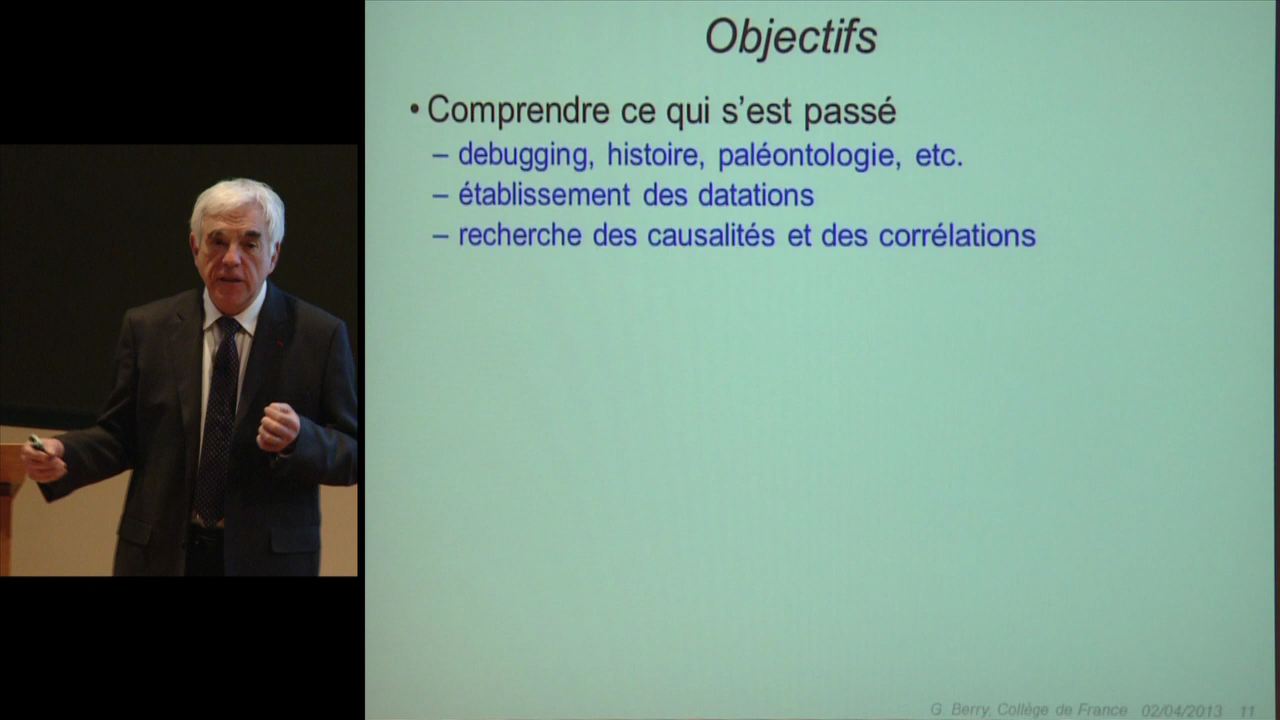 Objectifs
• Comprendre ce qui s'est passé
– debugging, histoire, paléontologie, etc.
– établissement des datations
– recherche des causalités et des corrélations
G. Berry, Collège de France 02/04/2013 11